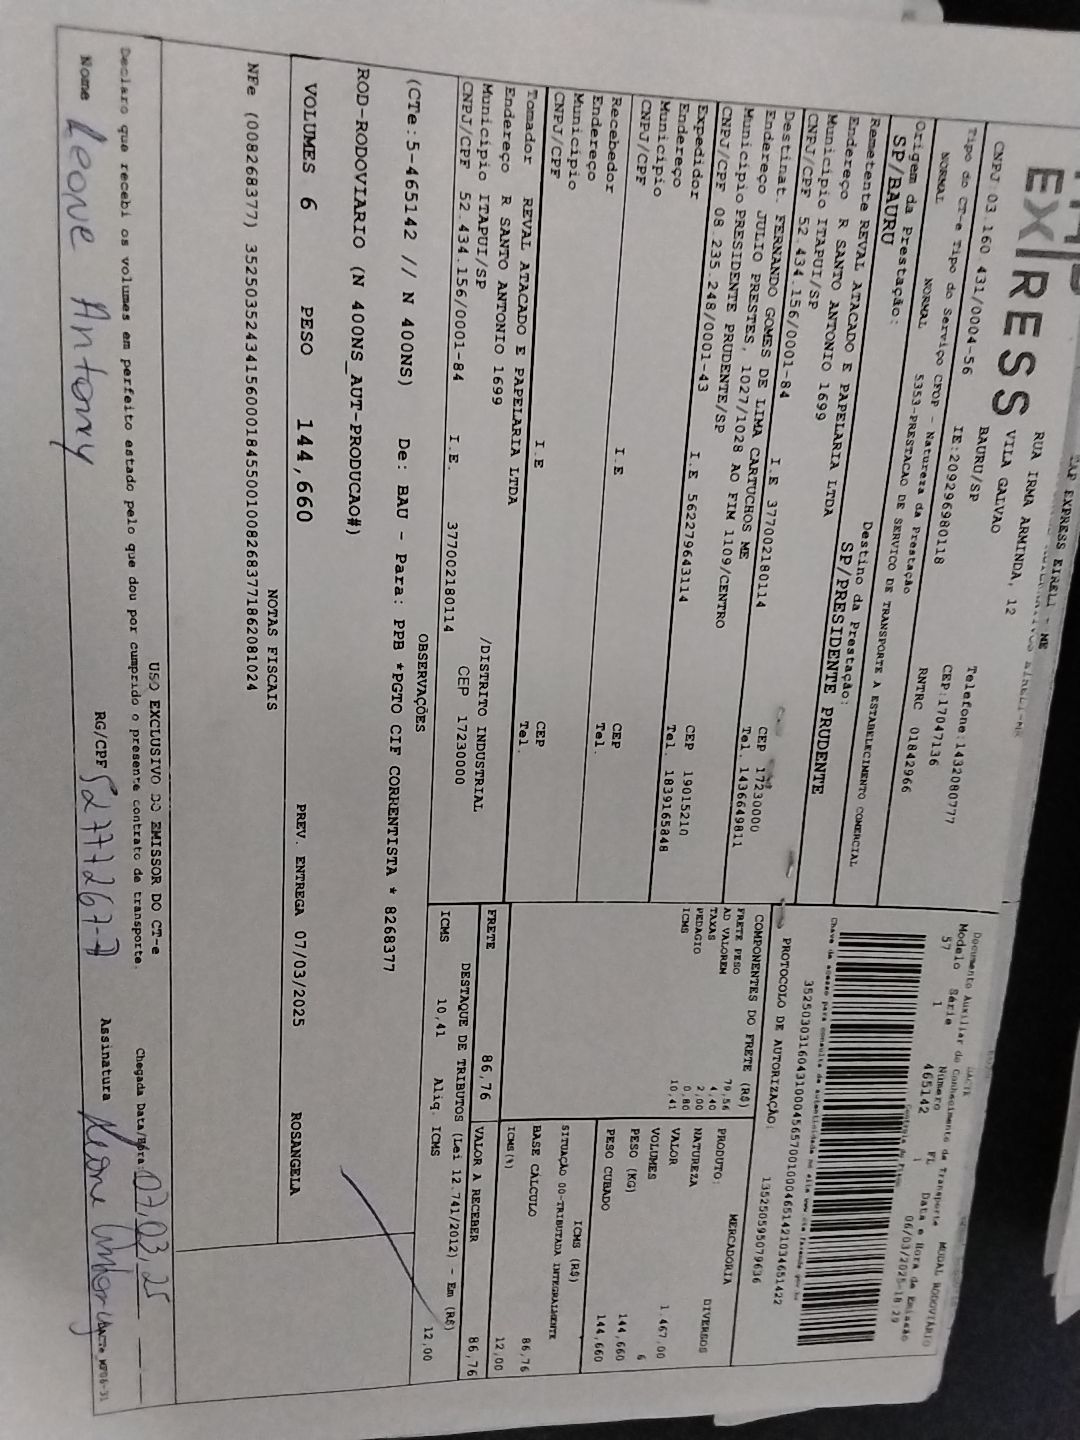 EX|RESS
RUA IRMA ARMINDA, 12
VILA GALVAO
BAURU/SP
Telefone:1432080777
CEP:17047136
CNPJ:03.160.431/0004-56 IE:209296980118 RNTRC 01842966
Tipo do CT-e Tipo do Serviço CFOP - Natureza da Prestação
NORMAL NORMAL 5353-PRESTACAO DE SERVICO DE TRANSPORTE A ESTABELECIMENTO COMERCIAL
Origem da Prestação: Destino da Prestação:
SP/BAURU SP/PRESIDENTE PRUDENTE
Documento Auxiliar do Conhecimento de Transporte MODAL RODOVIÁRIO
Modelo Série Número FL Data e Hora de Emissão
57 1 465142 1 06/03/2025-18:29
PROTOCOLO DE AUTORIZAÇÃO: 135250595079636
Remetente REVAL ATACADO E PAPELARIA LTDA
Endereço R SANTO ANTONIO 1699
Município ITAPUI/SP CEP 17230000
CNPJ/CPF 52.434.156/0001-84 I.E 377002180114 Tel. 1436649811
Destinat. FERNANDO GOMES DE LIMA CARTUCHOS ME
Endereço JULIO PRESTES, 1027/1028 AO FIM 1109/CENTRO
Município PRESIDENTE PRUDENTE/SP CEP 19015210
CNPJ/CPF 08.235.248/0001-43 I.E 562279643114 Tel. 1839165848
Expedidor
Endereço
Município CEP
CNPJ/CPF I.E Tel.
Recebedor
Endereço
Município CEP
CNPJ/CPF I.E Tel.
Tomador REVAL ATACADO E PAPELARIA LTDA
Endereço R SANTO ANTONIO 1699 /DISTRITO INDUSTRIAL
Município ITAPUI/SP CEP 17230000
CNPJ/CPF 52.434.156/0001-84 I.E. 377002180114
COMPONENTES DO FRETE (R$)
FRETE PESO 79,56
AD VALOREM 4,40
TAXAS 2,00
PEDAGIO 0,80
ICMS 10,41
PRODUTO: MERCADORIA
NATUREZA DIVERSOS
VALOR 1.467,00
VOLUMES 6
PESO (KG) 144,660
PESO CUBADO 144,660
ICMS (R$)
SITUAÇÃO 00-TRIBUTADA INTEGRALMENTE
BASE CÁLCULO 86,76
ICMS(%) 12,00
FRETE 86,76 VALOR A RECEBER 86,76
DESTAQUE DE TRIBUTOS (Lei 12.741/2012) - Em (R$)
ICMS 10,41 Aliq. ICMS 12,00
OBSERVAÇÕES
(CTe:5-465142 // N 400NS) De: BAU - Para: PPB *PGTO CIF CORRENTISTA * 8268377
ROD-RODOVIARIO (N 400NS_AUT-PRODUCAO#)
VOLUMES 6 PESO 144,660 PREV. ENTREGA 07/03/2025 ROSANGELA
NOTAS FISCAIS
NFe (008268377) 35250352434156000184550010082683771862081024
USO EXCLUSIVO DO EMISSOR DO CT-e
Declaro que recebi os volumes em perfeito estado pelo que dou por cumprido o presente contrato de transporte.
Chegada Data/Hora 07/03/25
Nome Leone Antony RG/CPF 52777267-7 Assinatura Leone Antony